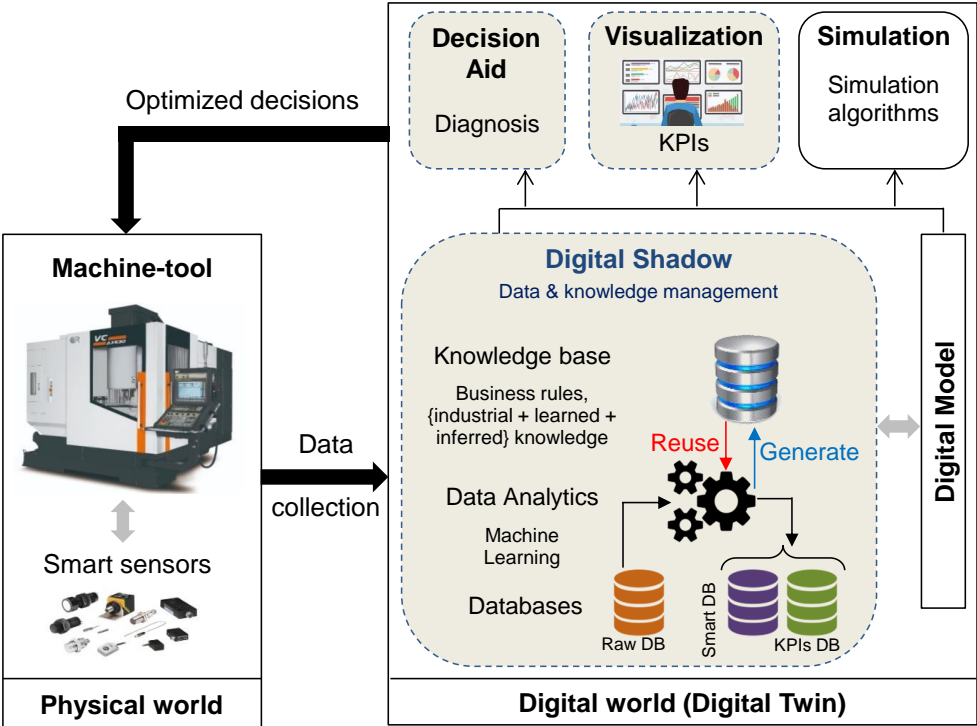 Decision
Aid
Diagnosis
Visualization
KPIs
Simulation
Simulation
algorithms
Optimized decisions
Machine-tool
VC
Smart sensors
Physical world
Data
collection
Digital Shadow
Data & knowledge management
Knowledge base
Business rules,
{industrial + learned +
inferred} knowledge
Reuse
Generate
Data Analytics
Machine
Learning
Databases
Raw DB
Smart DB
KPIs DB
Digital Model
Digital world (Digital Twin)